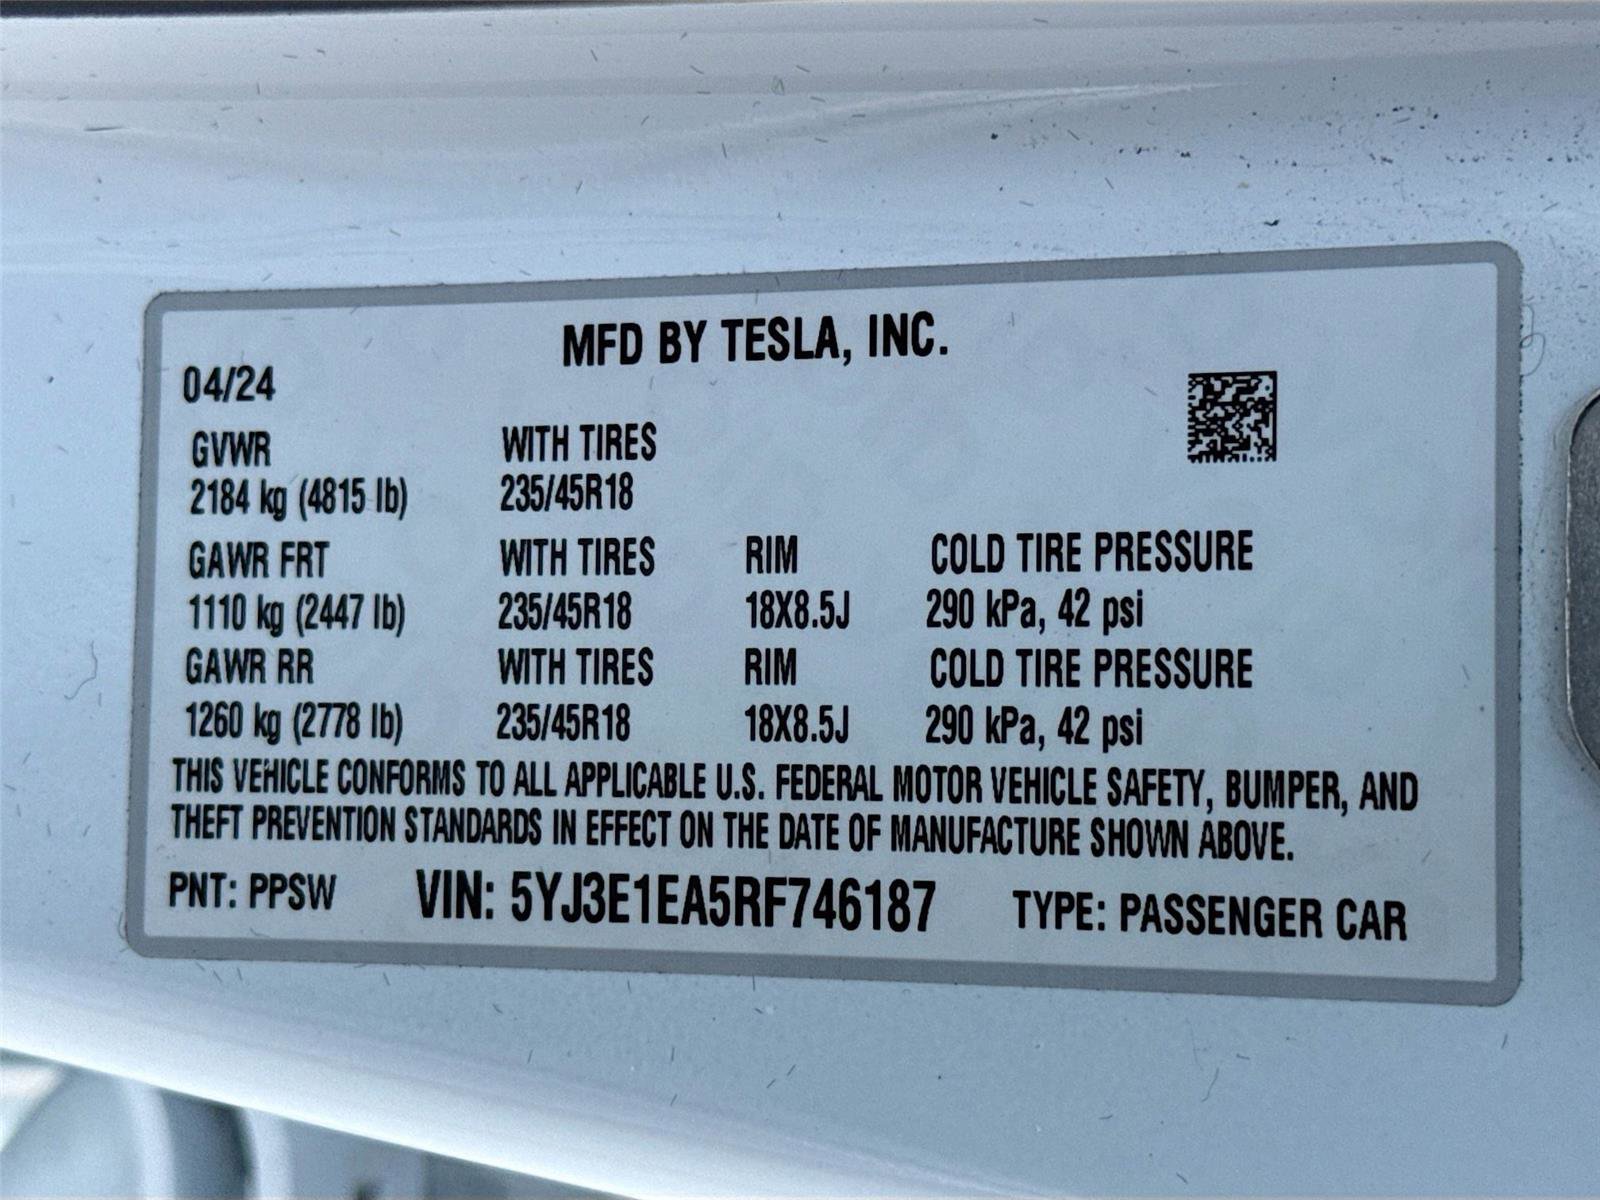 MFD BY TESLA, INC.
04/24
GVWR WITH TIRES
2184 kg (4815 lb) 235/45R18
GAWR FRT WITH TIRES RIM COLD TIRE PRESSURE
1110 kg (2447 lb) 235/45R18 18X8.5J 290 kPa, 42 psi
GAWR RR WITH TIRES RIM COLD TIRE PRESSURE
1260 kg (2778 lb) 235/45R18 18X8.5J 290 kPa, 42 psi
THIS VEHICLE CONFORMS TO ALL APPLICABLE U.S. FEDERAL MOTOR VEHICLE SAFETY, BUMPER, AND
THEFT PREVENTION STANDARDS IN EFFECT ON THE DATE OF MANUFACTURE SHOWN ABOVE.
PNT: PPSW VIN: 5YJ3E1EA5RF746187 TYPE: PASSENGER CAR